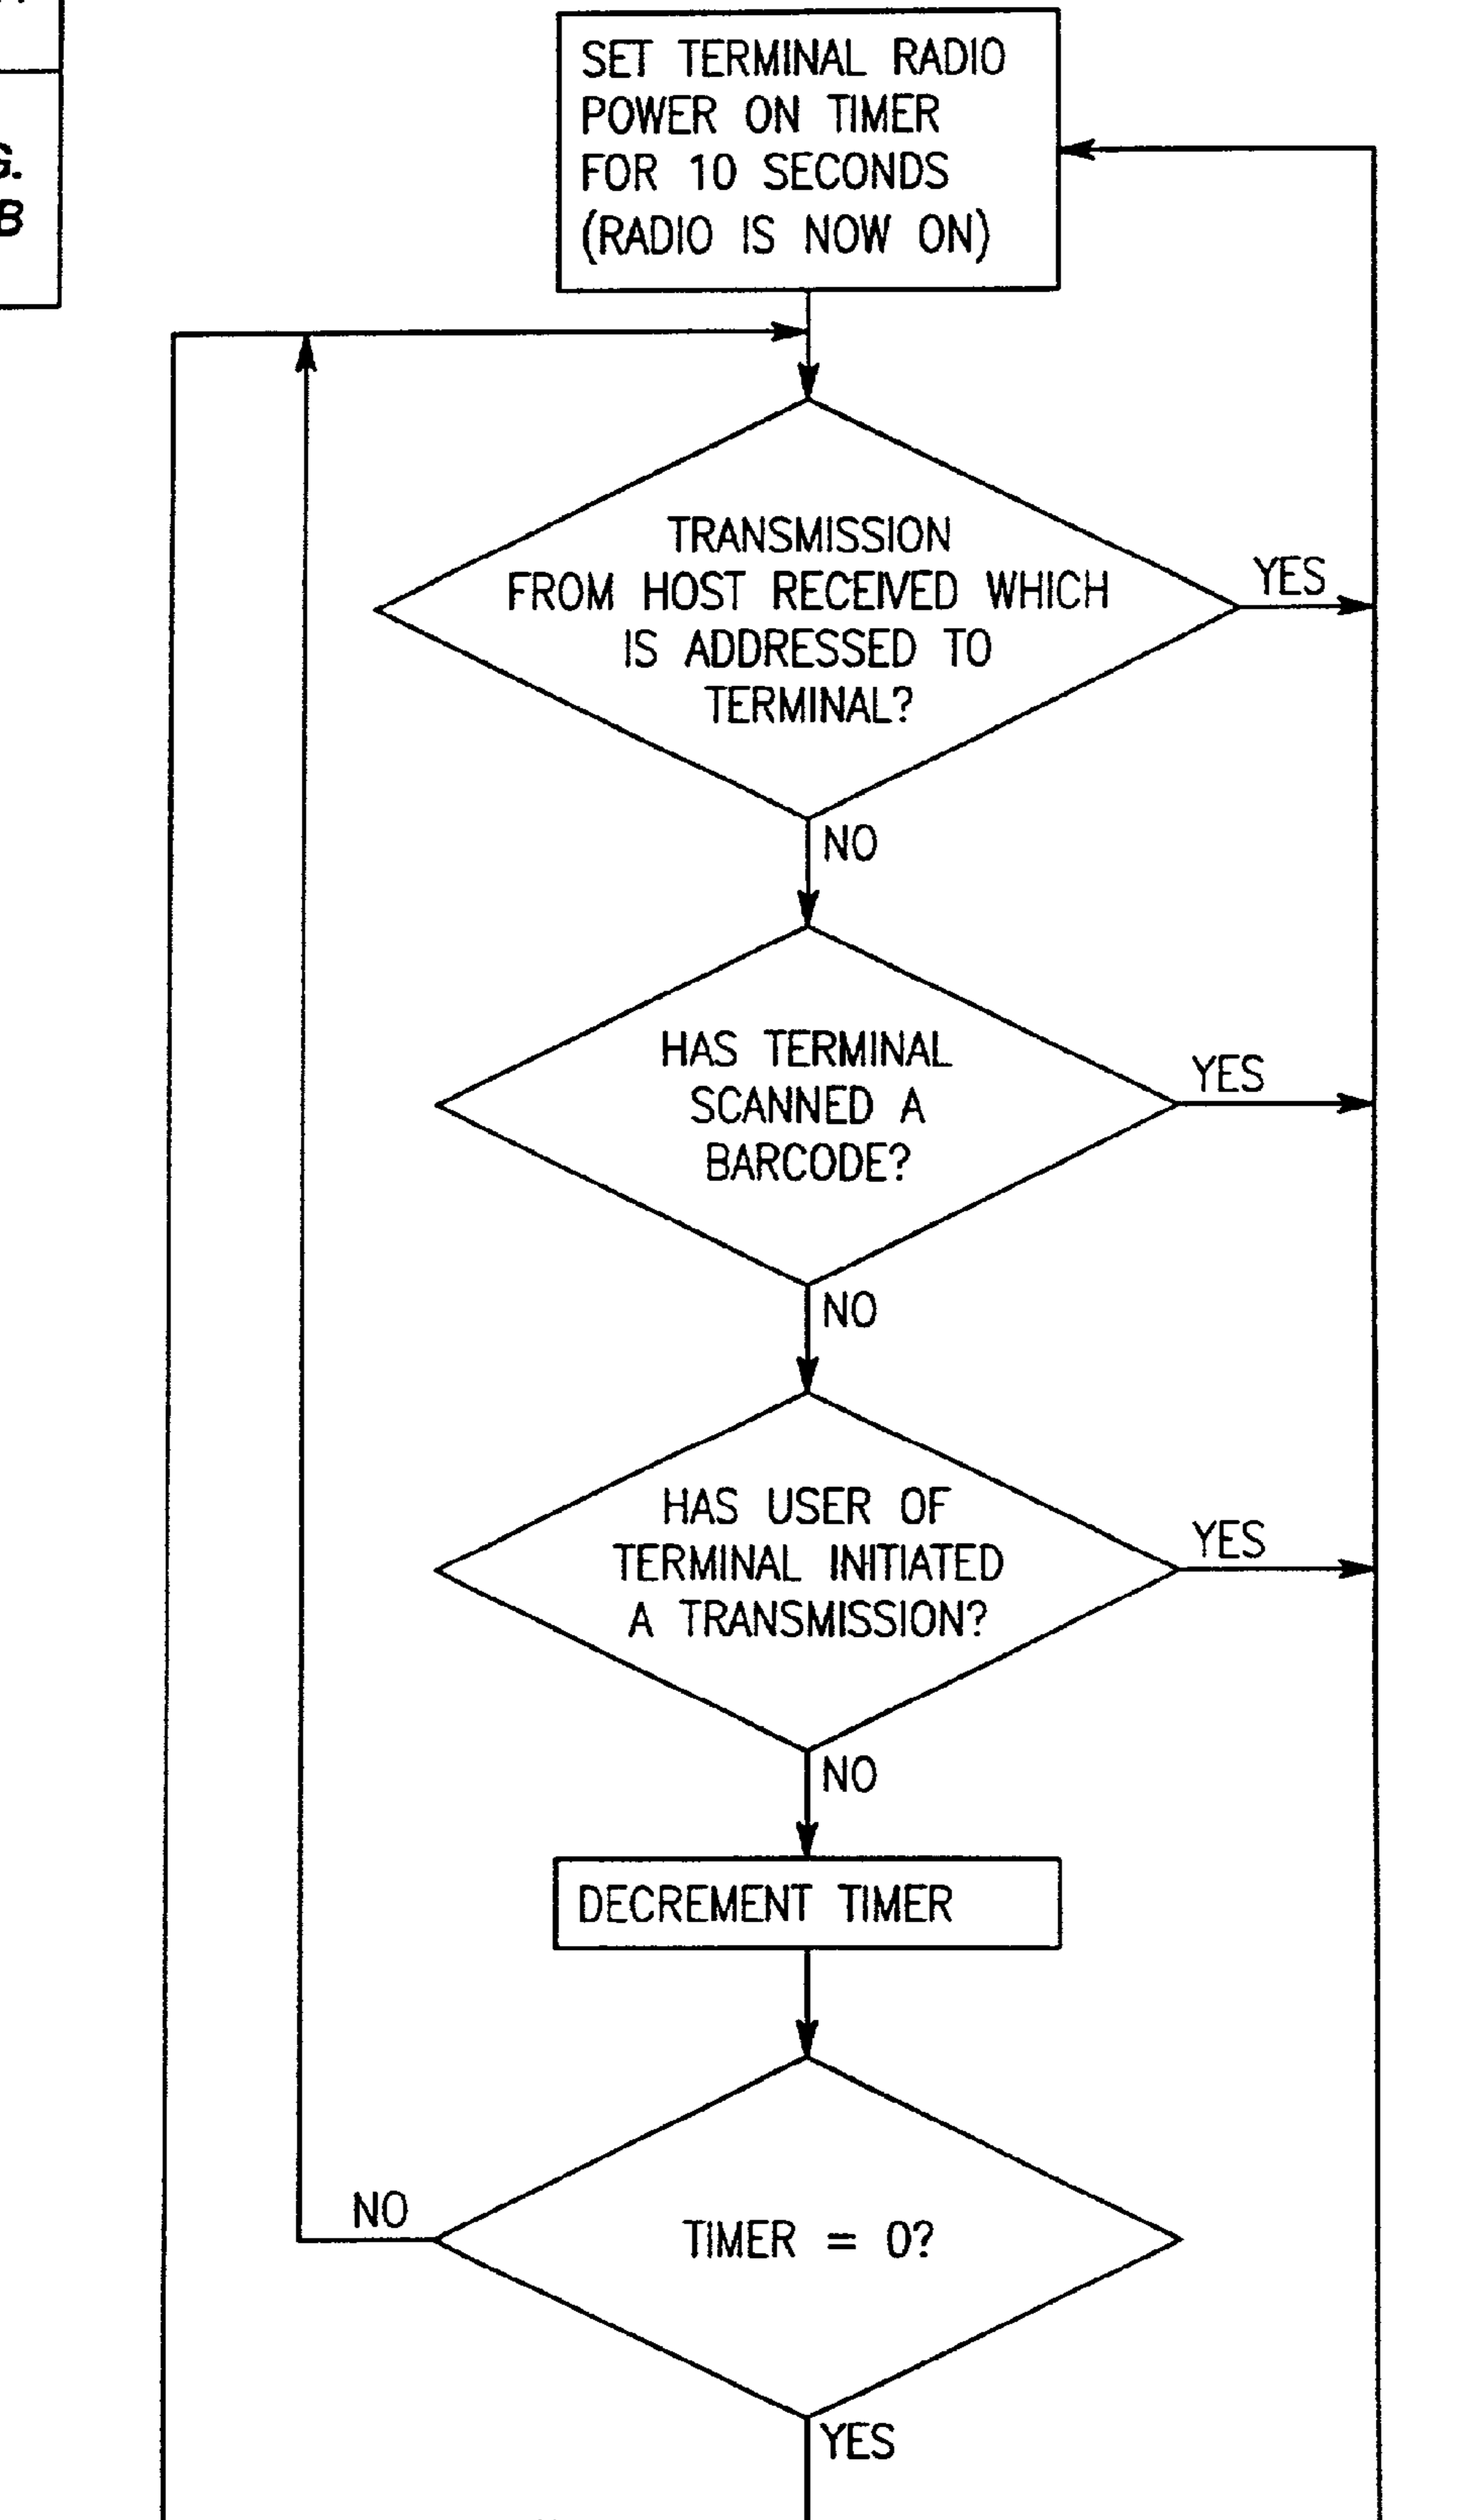 SET TERMINAL RADIO
POWER ON TIMER
FOR 10 SECONDS
(RADIO IS NOW ON)
TRANSMISSION
FROM HOST RECEIVED WHICH
IS ADDRESSED TO
TERMINAL?
YES
NO
HAS TERMINAL
SCANNED A
BARCODE?
YES
NO
HAS USER OF
TERMINAL INITIATED
A TRANSMISSION?
YES
NO
DECREMENT TIMER
NO
TIMER = 0?
YES